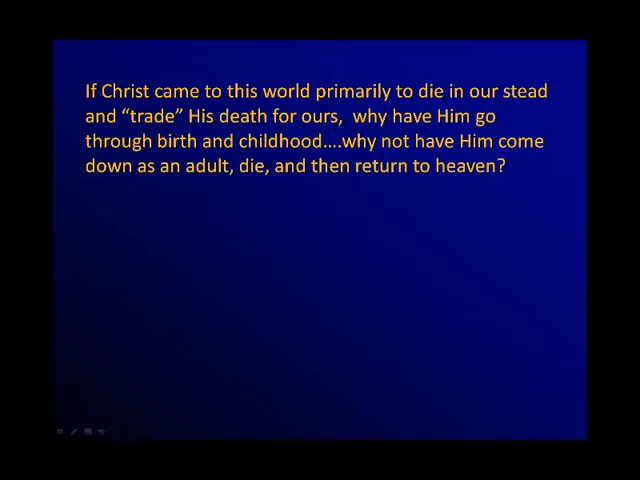 If Christ came to this world primarily to die in our stead
and “trade” His death for ours,  why have Him go
through birth and childhood….why not have Him come
down as an adult, die, and then return to heaven?